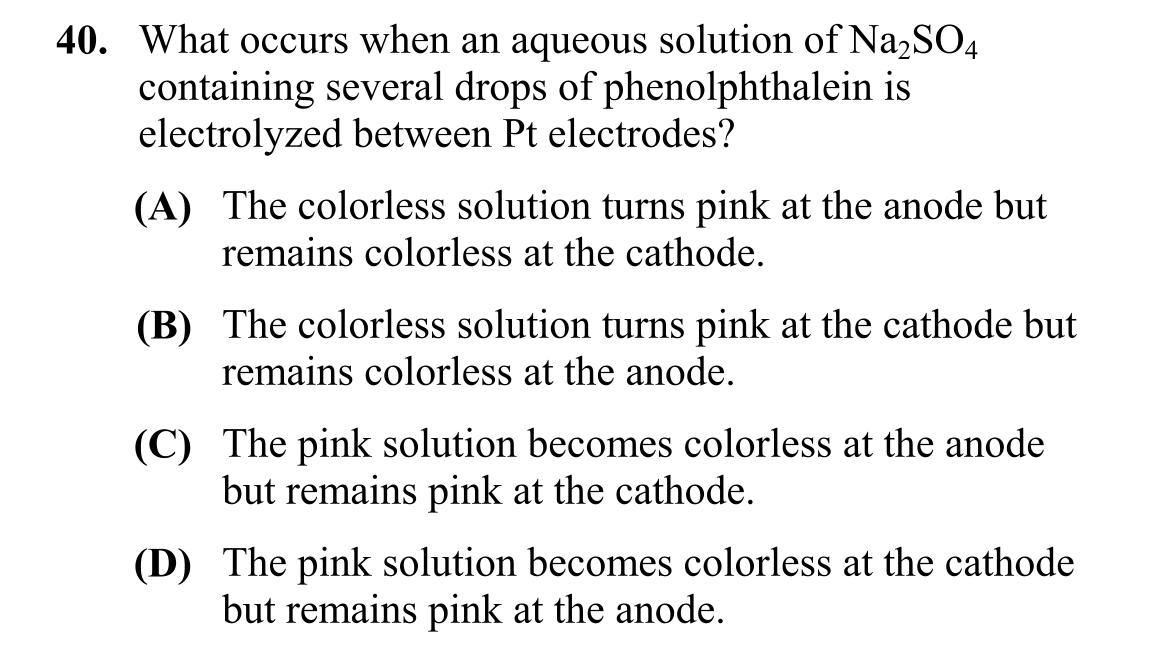 40. What occurs when an aqueous solution of Na₂SO₄
containing several drops of phenolphthalein is
electrolyzed between Pt electrodes?
(A) The colorless solution turns pink at the anode but
remains colorless at the cathode.
(B) The colorless solution turns pink at the cathode but
remains colorless at the anode.
(C) The pink solution becomes colorless at the anode
but remains pink at the cathode.
(D) The pink solution becomes colorless at the cathode
but remains pink at the anode.